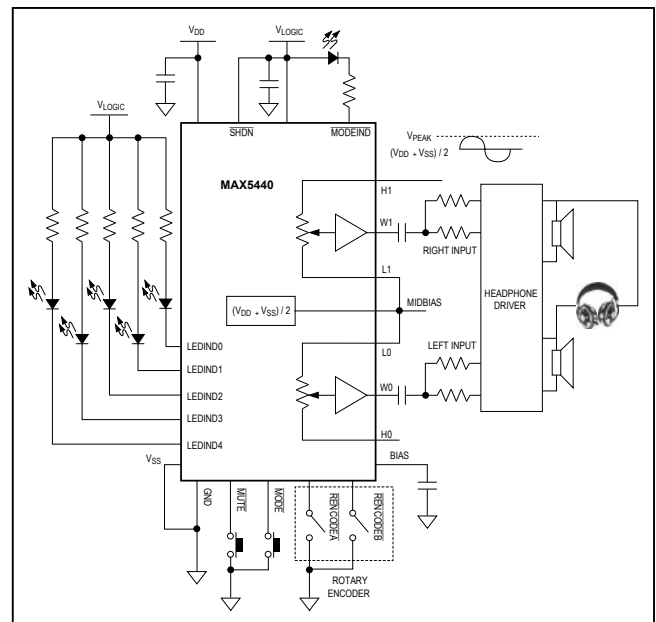 VDD
VLOGIC
VLOGIC
SHDN
MODEIND
MAX5440
VPEAK
(VDD + VSS) / 2
H1
W1
RIGHT INPUT
L1
(VDD + VSS) / 2
MIDBIAS
HEADPHONE
DRIVER
L0
LEFT INPUT
W0
H0
BIAS
LEDIND0
LEDIND1
LEDIND2
LEDIND3
LEDIND4
VSS
GND
MUTE
MODE
RENCODEA
RENCODEB
ROTARY
ENCODER